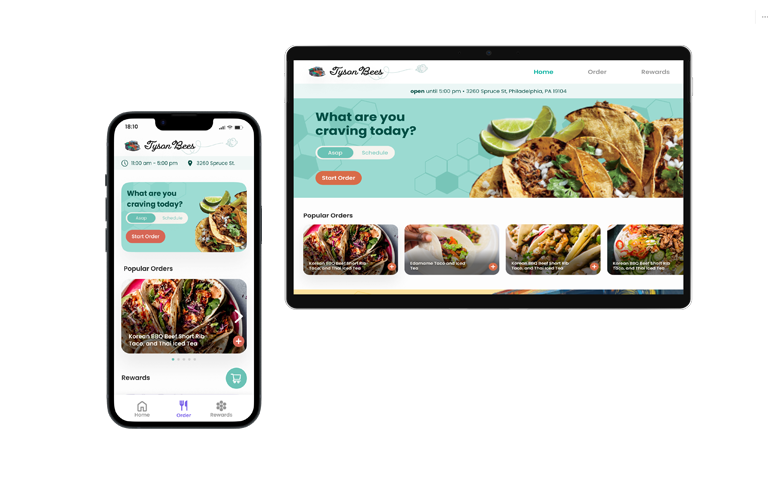 18:10
Tyson Bees
11:00 am - 5:00 pm
3260 Spruce St.
What are you
craving today?
Asap
Schedule
Start Order
Popular Orders
Korean BBQ Beef Short Rib
Taco, and Thai Iced Tea
Rewards
Home
Order
Rewards
Tyson Bees
Home
Order
Rewards
open until 5:00 pm • 3260 Spruce St, Philadelphia, PA 19104
What are you
craving today?
Asap
Schedule
Start Order
Popular Orders
Korean BBQ Beef Short Rib
Taco, and Thai Iced Tea
Edamame Taco and Iced
Tea
Korean BBQ Beef Short Rib
Taco, and Thai Iced Tea
Korean BBQ Beef Short Rib
Taco, and Thai Iced Tea